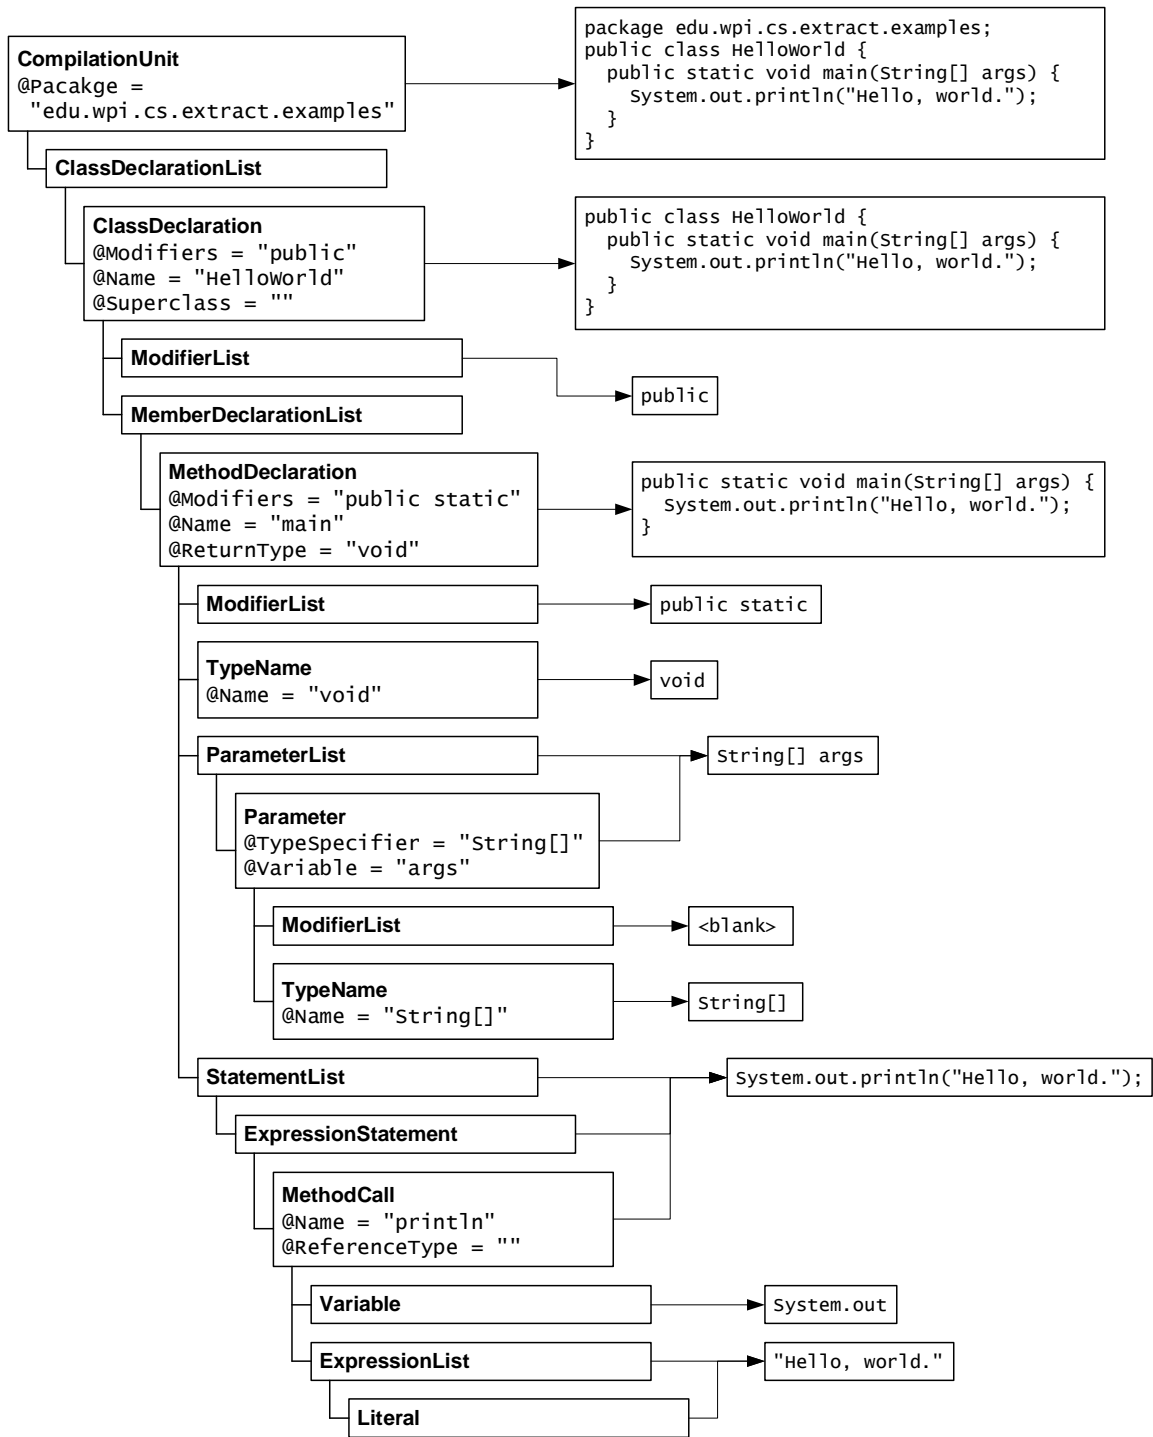 CompilationUnit
@Pacakge =
"edu.wpi.cs.extract.examples"
package edu.wpi.cs.extract.examples;
public class HelloWorld {
public static void main(String[] args) {
System.out.println("Hello, world.");
}
}
ClassDeclarationList
ClassDeclaration
@Modifiers = "public"
@Name = "HelloWorld"
@Superclass = ""
public class HelloWorld {
public static void main(String[] args) {
System.out.println("Hello, world.");
}
}
ModifierList
public
MemberDeclarationList
MethodDeclaration
@Modifiers = "public static"
@Name = "main"
@ReturnType = "void"
public static void main(String[] args) {
System.out.println("Hello, world.");
}
ModifierList
public static
TypeName
@Name = "void"
void
ParameterList
String[] args
Parameter
@TypeSpecifier = "String[]"
@Variable = "args"
ModifierList
<blank>
TypeName
@Name = "String[]"
String[]
StatementList
System.out.println("Hello, world.");
ExpressionStatement
MethodCall
@Name = "println"
@ReferenceType = ""
Variable
System.out
ExpressionList
"Hello, world."
Literal